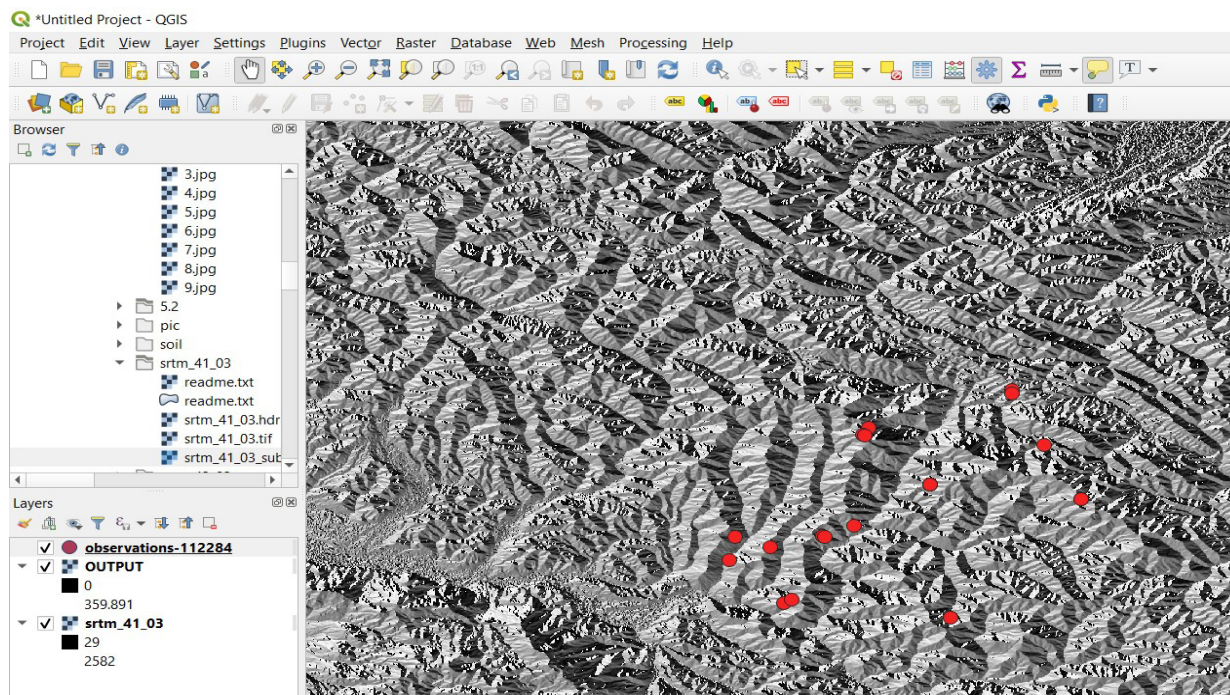 *Untitled Project - QGIS
Project Edit View Layer Settings Plugins Vector Raster Database Web Mesh Processing Help
Browser
3.jpg
4.jpg
5.jpg
6.jpg
7.jpg
8.jpg
9.jpg
5.2
pic
soil
srtm_41_03
readme.txt
readme.txt
srtm_41_03.hdr
srtm_41_03.tif
srtm_41_03_sub
Layers
observations-112284
OUTPUT
0
359.891
srtm_41_03
29
2582